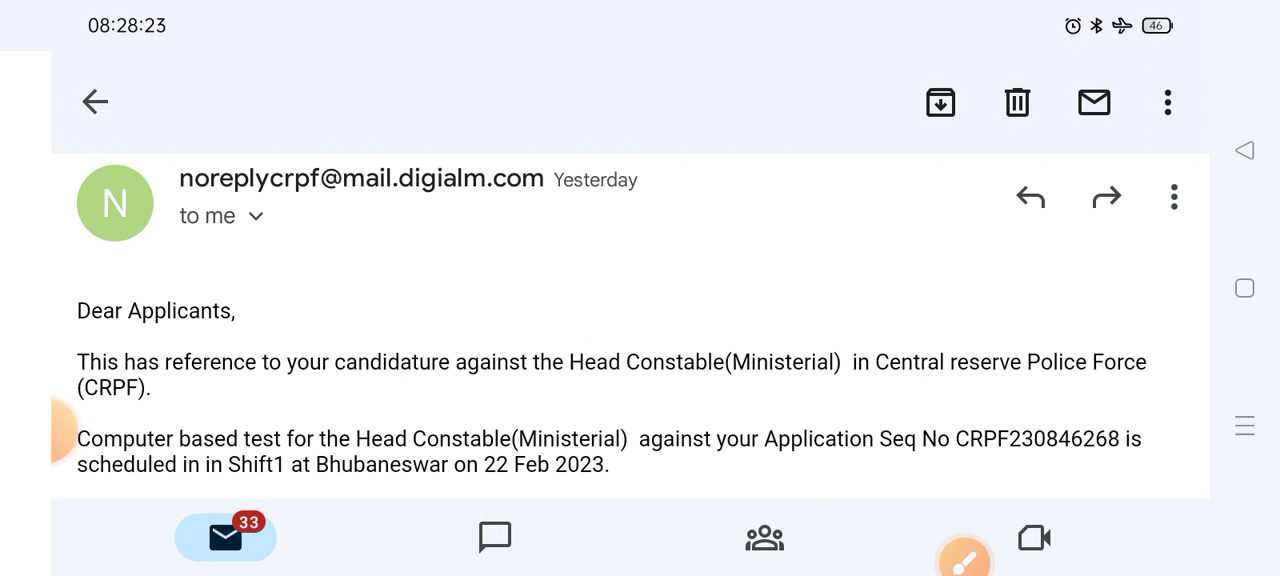 08:28:23
46
N
noreplycrpf@mail.digialm.com Yesterday
to me
Dear Applicants,
This has reference to your candidature against the Head Constable(Ministerial)  in Central reserve Police Force
(CRPF).
Computer based test for the Head Constable(Ministerial)  against your Application Seq No CRPF230846268 is
scheduled in in Shift1 at Bhubaneswar on 22 Feb 2023.
33